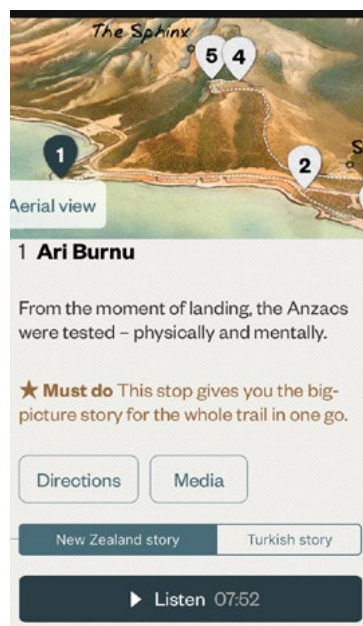 The Sphinx
5 4
1
2
S
Aerial view
1 Ari Burnu
From the moment of landing, the Anzacs
were tested – physically and mentally.
★ Must do This stop gives you the big-
picture story for the whole trail in one go.
Directions Media
New Zealand story Turkish story
Listen 07:52